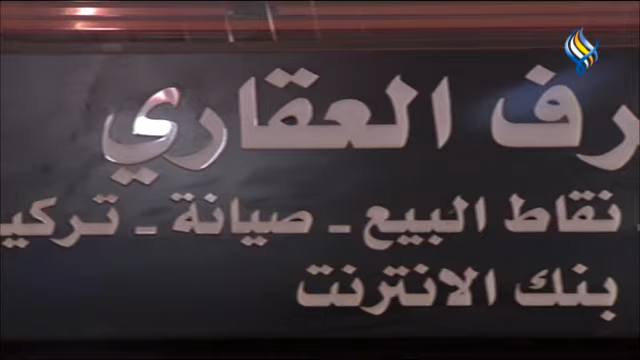 رف العقاري
نقاط البيع - صيانة - تركي
بنك الانترنت